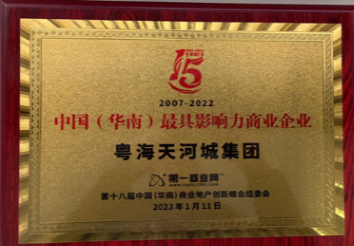 15
YEARS
2007-2022
中国（华南）最具影响力商业企业
粤海天河城集团
第一商业网
第十八届中国(华南)商业地产创新峰会组委会
2023年1月11日